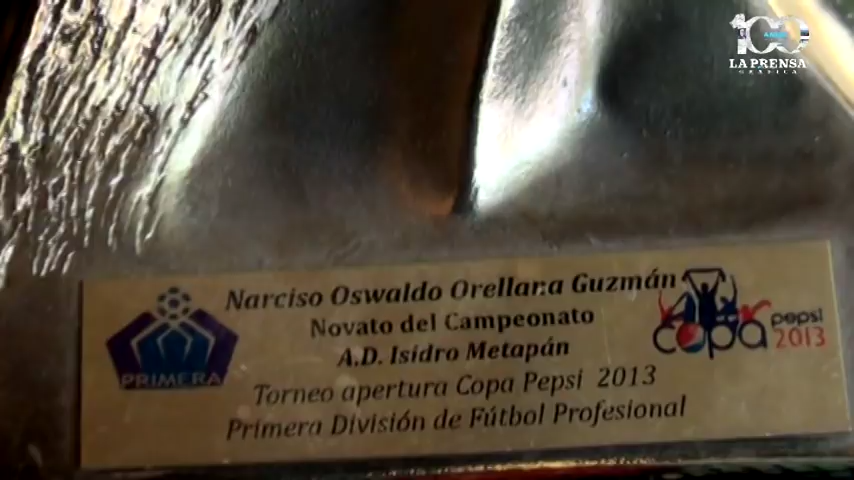 100
AÑOS
LA PRENSA
GRÁFICA
Narciso Oswaldo Orellana Guzmán
Novato del Campeonato
A.D. Isidro Metapán
Torneo apertura Copa Pepsi 2013
Primera División de Fútbol Profesional
PRIMERA
copa
pepsi
2013